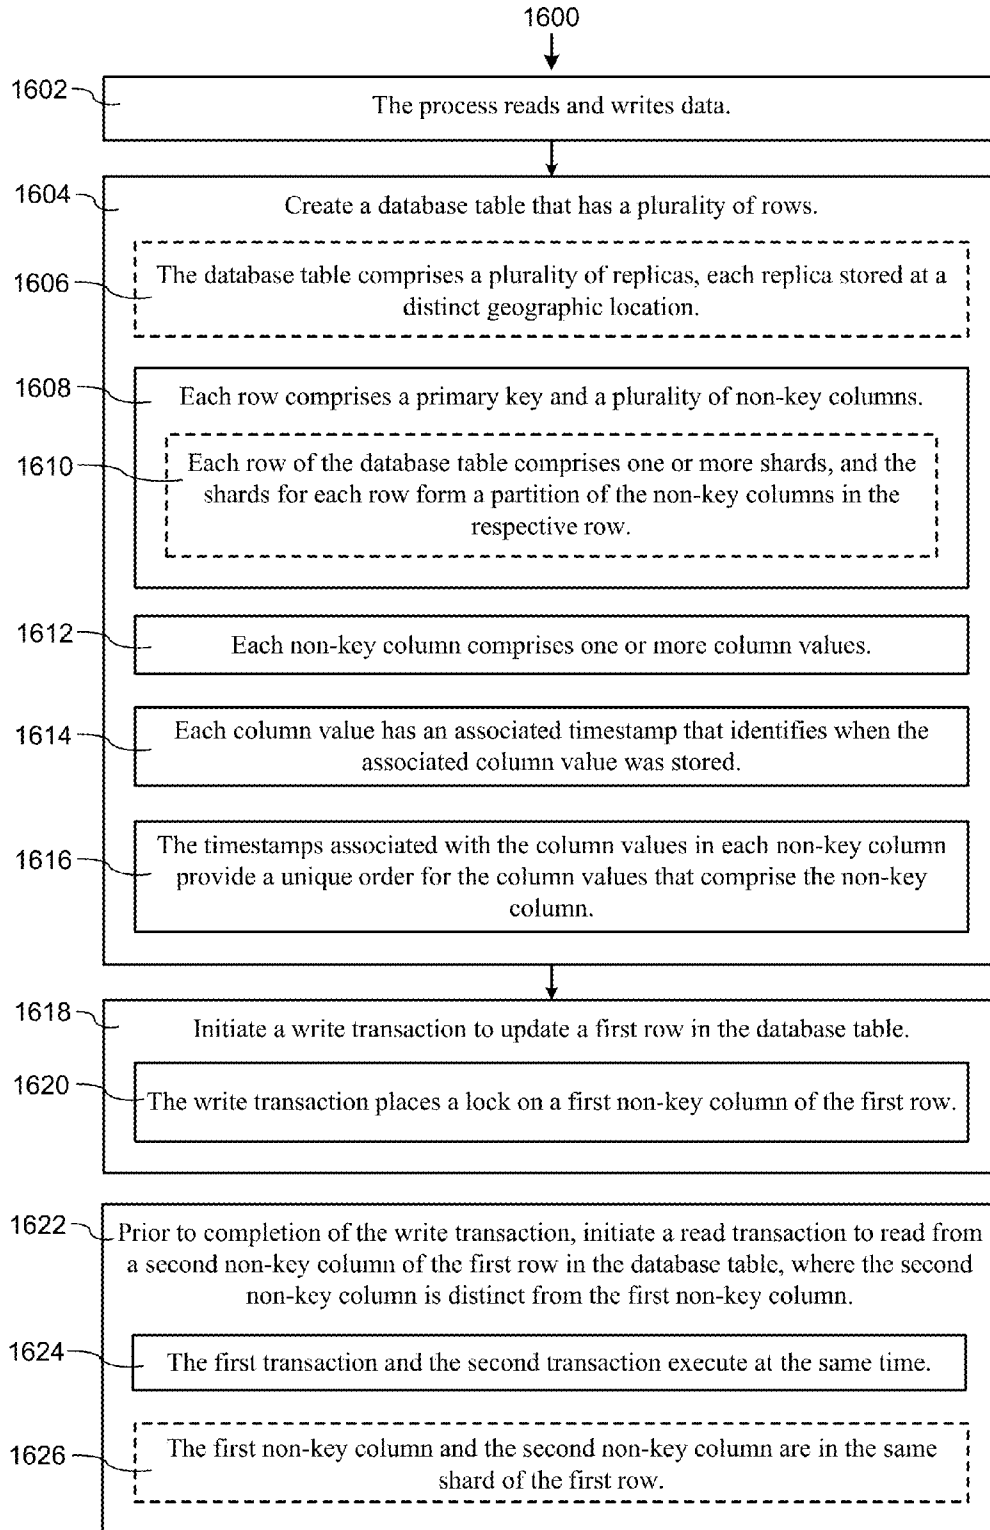 1600
1602
The process reads and writes data.
1604
Create a database table that has a plurality of rows.
1606
The database table comprises a plurality of replicas, each replica stored at a
distinct geographic location.
1608
Each row comprises a primary key and a plurality of non-key columns.
1610
Each row of the database table comprises one or more shards, and the
shards for each row form a partition of the non-key columns in the
respective row.
1612
Each non-key column comprises one or more column values.
1614
Each column value has an associated timestamp that identifies when the
associated column value was stored.
1616
The timestamps associated with the column values in each non-key column
provide a unique order for the column values that comprise the non-key
column.
1618
Initiate a write transaction to update a first row in the database table.
1620
The write transaction places a lock on a first non-key column of the first row.
1622
Prior to completion of the write transaction, initiate a read transaction to read from
a second non-key column of the first row in the database table, where the second
non-key column is distinct from the first non-key column.
1624
The first transaction and the second transaction execute at the same time.
1626
The first non-key column and the second non-key column are in the same
shard of the first row.